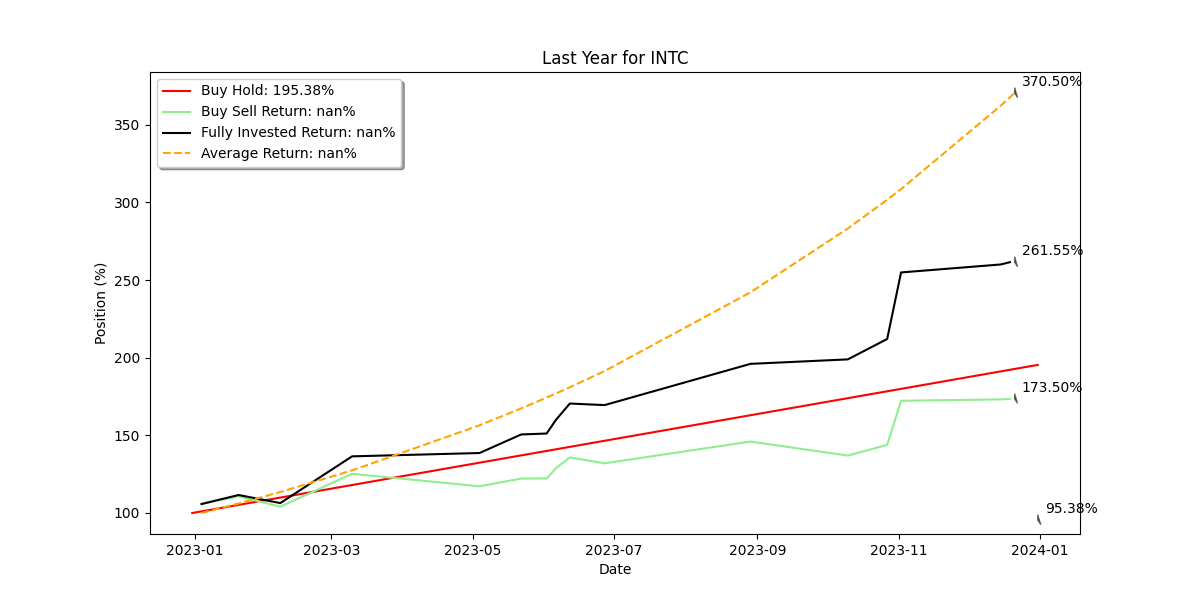 Last Year for INTC
Buy Hold: 195.38%
Buy Sell Return: nan%
Fully Invested Return: nan%
Average Return: nan%
370.50%
261.55%
173.50%
95.38%
350
300
250
200
150
100
Position (%)
2023-01
2023-03
2023-05
2023-07
2023-09
2023-11
2024-01
Date